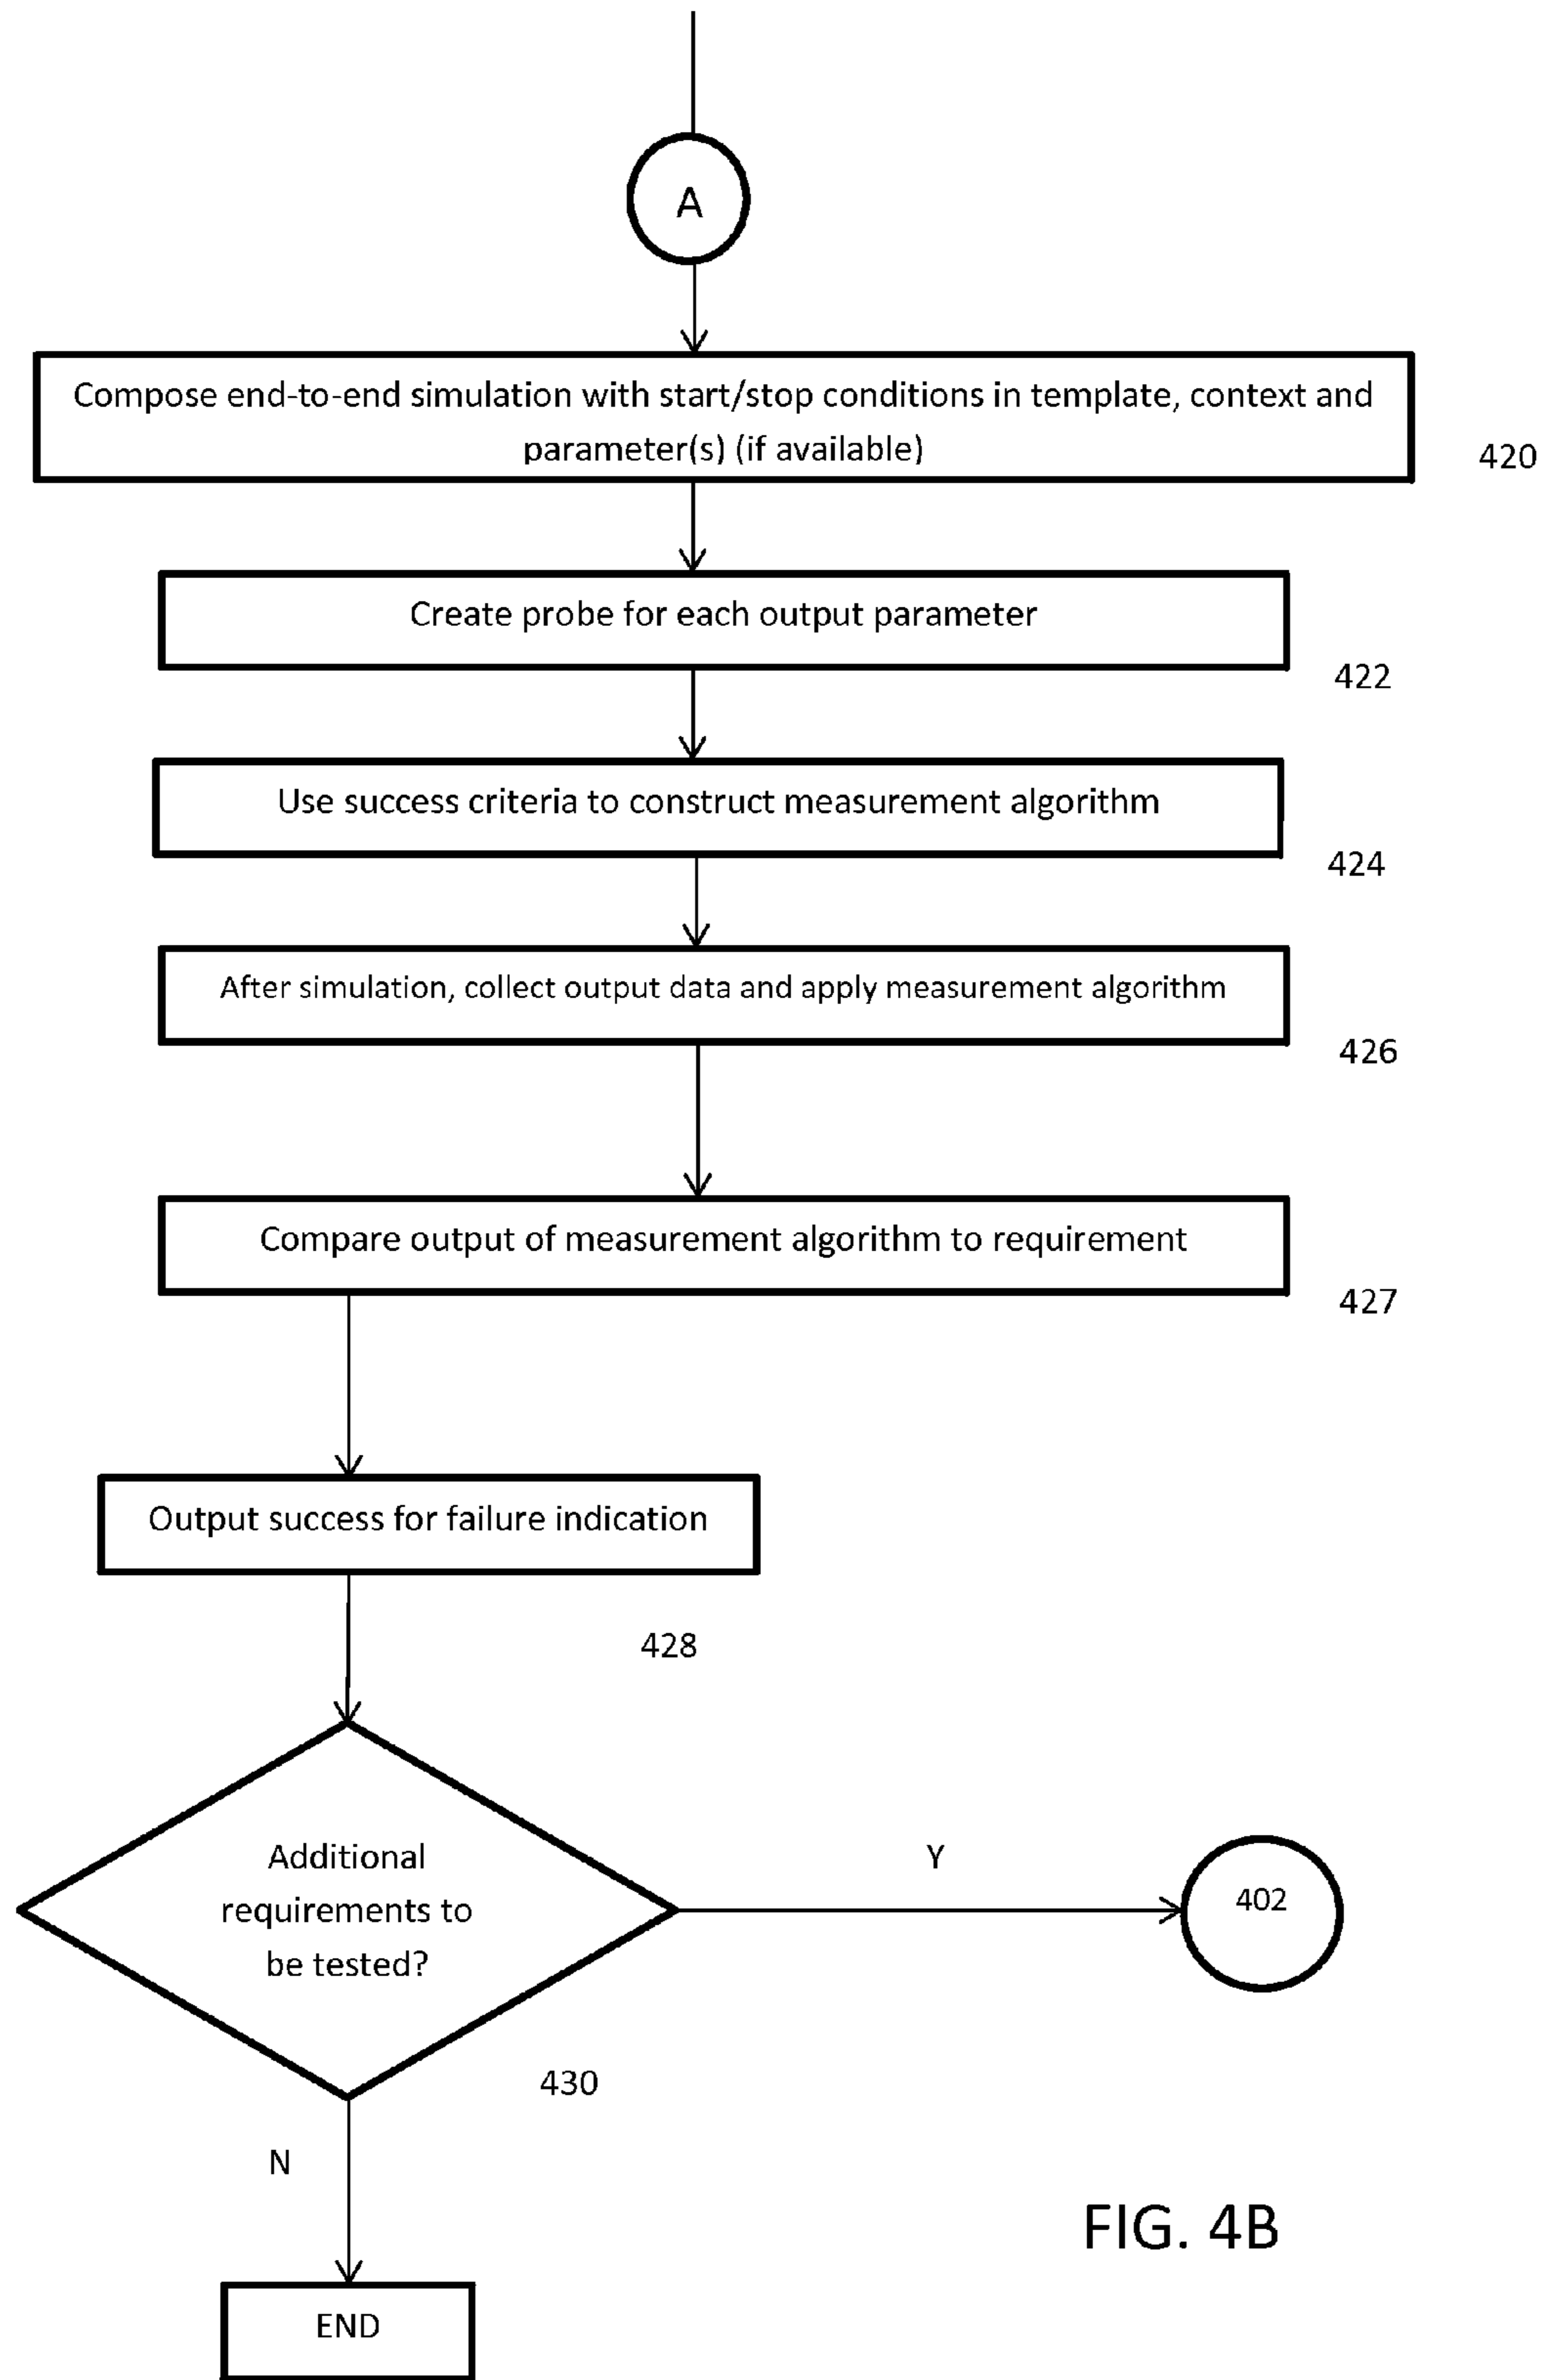 A
Compose end-to-end simulation with start/stop conditions in template, context and
parameter(s) (if available)
420
Create probe for each output parameter
422
Use success criteria to construct measurement algorithm
424
After simulation, collect output data and apply measurement algorithm
426
Compare output of measurement algorithm to requirement
427
Output success for failure indication
428
Additional
requirements to
be tested?
Y
402
430
N
FIG. 4B
END